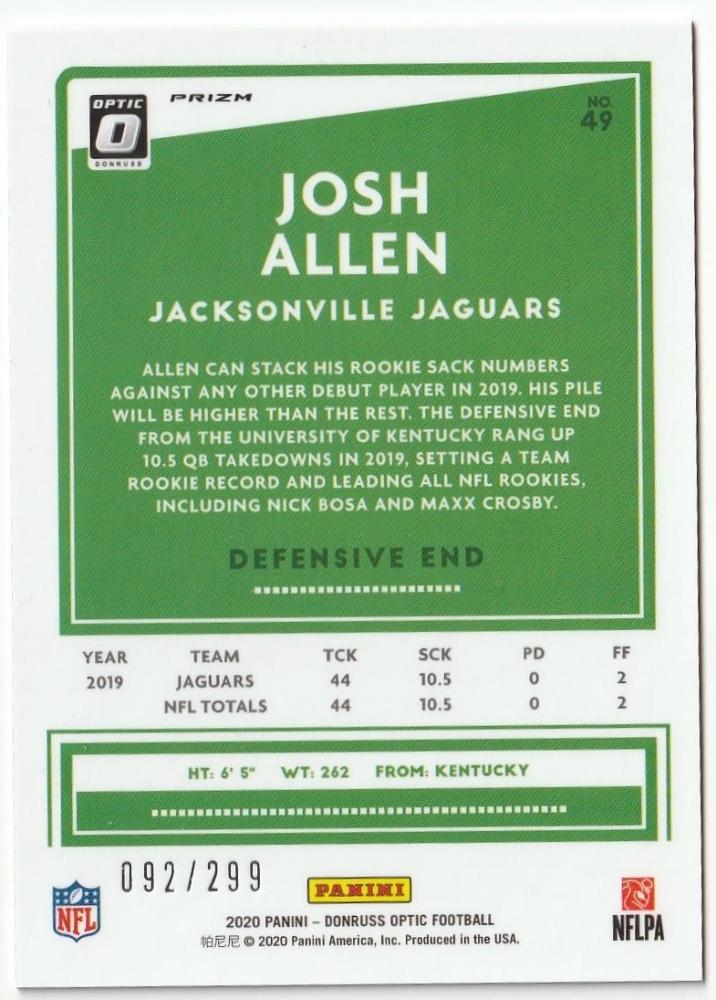 OPTIC
O
DONRUSS
PRIZM
NO.
49
JOSH
ALLEN
JACKSONVILLE JAGUARS
ALLEN CAN STACK HIS ROOKIE SACK NUMBERS
AGAINST ANY OTHER DEBUT PLAYER IN 2019. HIS PILE
WILL BE HIGHER THAN THE REST. THE DEFENSIVE END
FROM THE UNIVERSITY OF KENTUCKY RANG UP
10.5 QB TAKEDOWNS IN 2019, SETTING A TEAM
ROOKIE RECORD AND LEADING ALL NFL ROOKIES,
INCLUDING NICK BOSA AND MAXX CROSBY.
DEFENSIVE END
YEAR TEAM TCK SCK PD FF
2019 JAGUARS 44 10.5 0 2
NFL TOTALS 44 10.5 0 2
HT: 6' 5" WT: 262 FROM: KENTUCKY
092/299
NFL
PANINI
NFLPA
2020 PANINI – DONRUSS OPTIC FOOTBALL
帕尼尼 © 2020 Panini America, Inc. Produced in the USA.